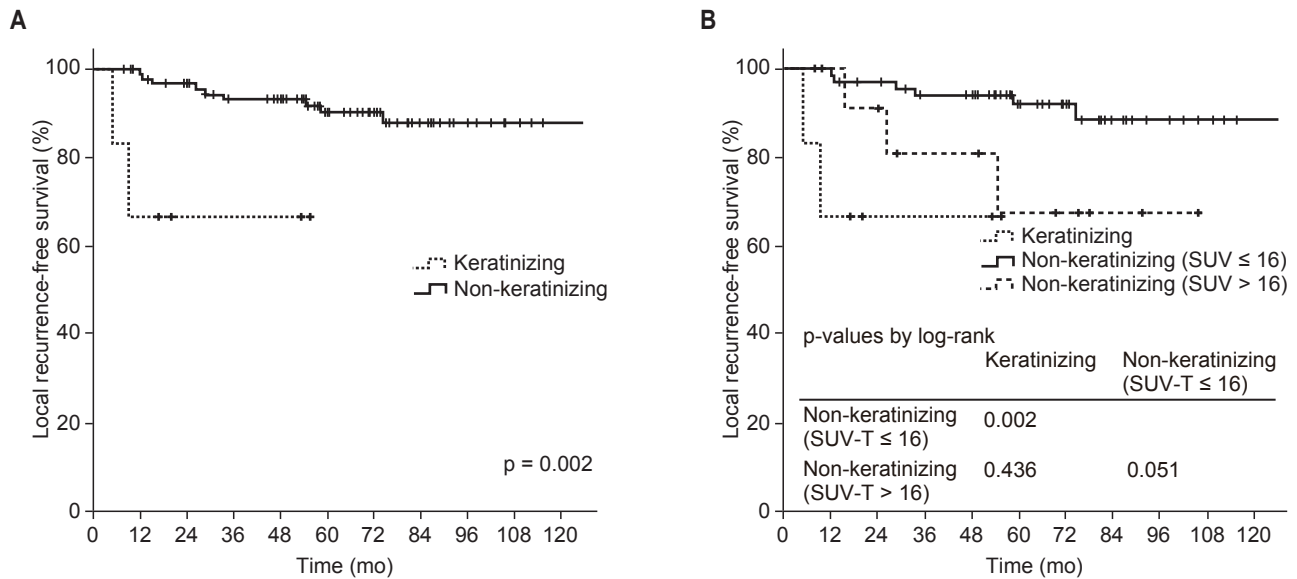 A
Local recurrence-free survival (%)
100
80
60
40
20
0
0 12 24 36 48 60 72 84 96 108 120
Time (mo)
Keratinizing
Non-keratinizing
p = 0.002
B
Local recurrence-free survival (%)
100
80
60
40
20
0
0 12 24 36 48 60 72 84 96 108 120
Time (mo)
Keratinizing
Non-keratinizing (SUV ≤ 16)
Non-keratinizing (SUV > 16)
p-values by log-rank
Keratinizing Non-keratinizing
(SUV-T ≤ 16)
Non-keratinizing 0.002
(SUV-T ≤ 16)
Non-keratinizing 0.436 0.051
(SUV-T > 16)